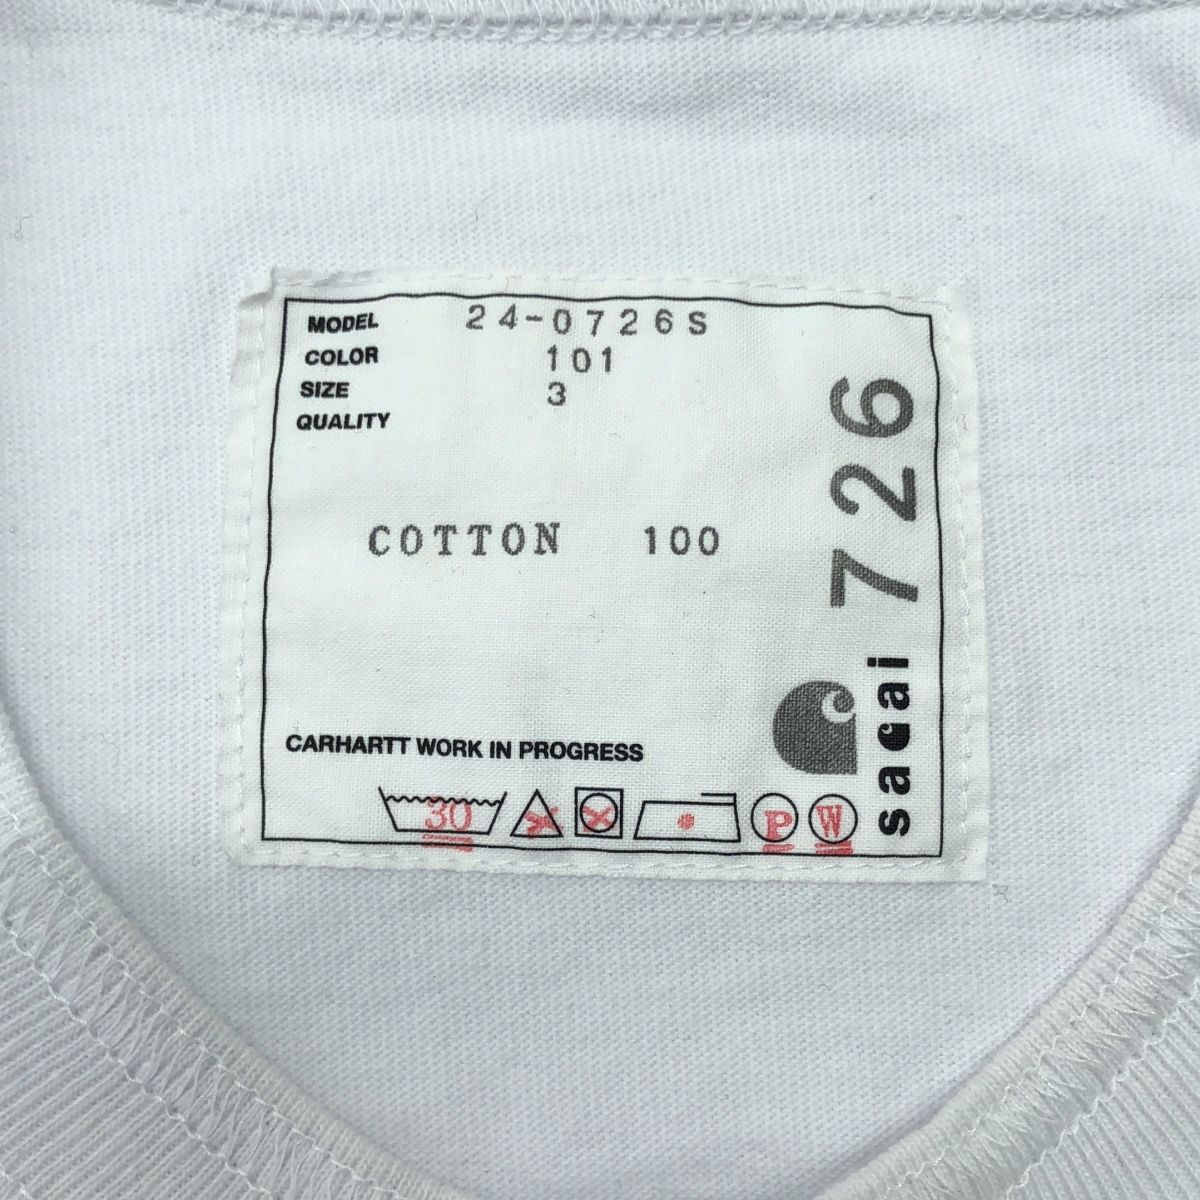 MODEL 24-0726S
COLOR 101
SIZE 3
QUALITY
COTTON 100
CARHARTT WORK IN PROGRESS
30 P W
sacai 726